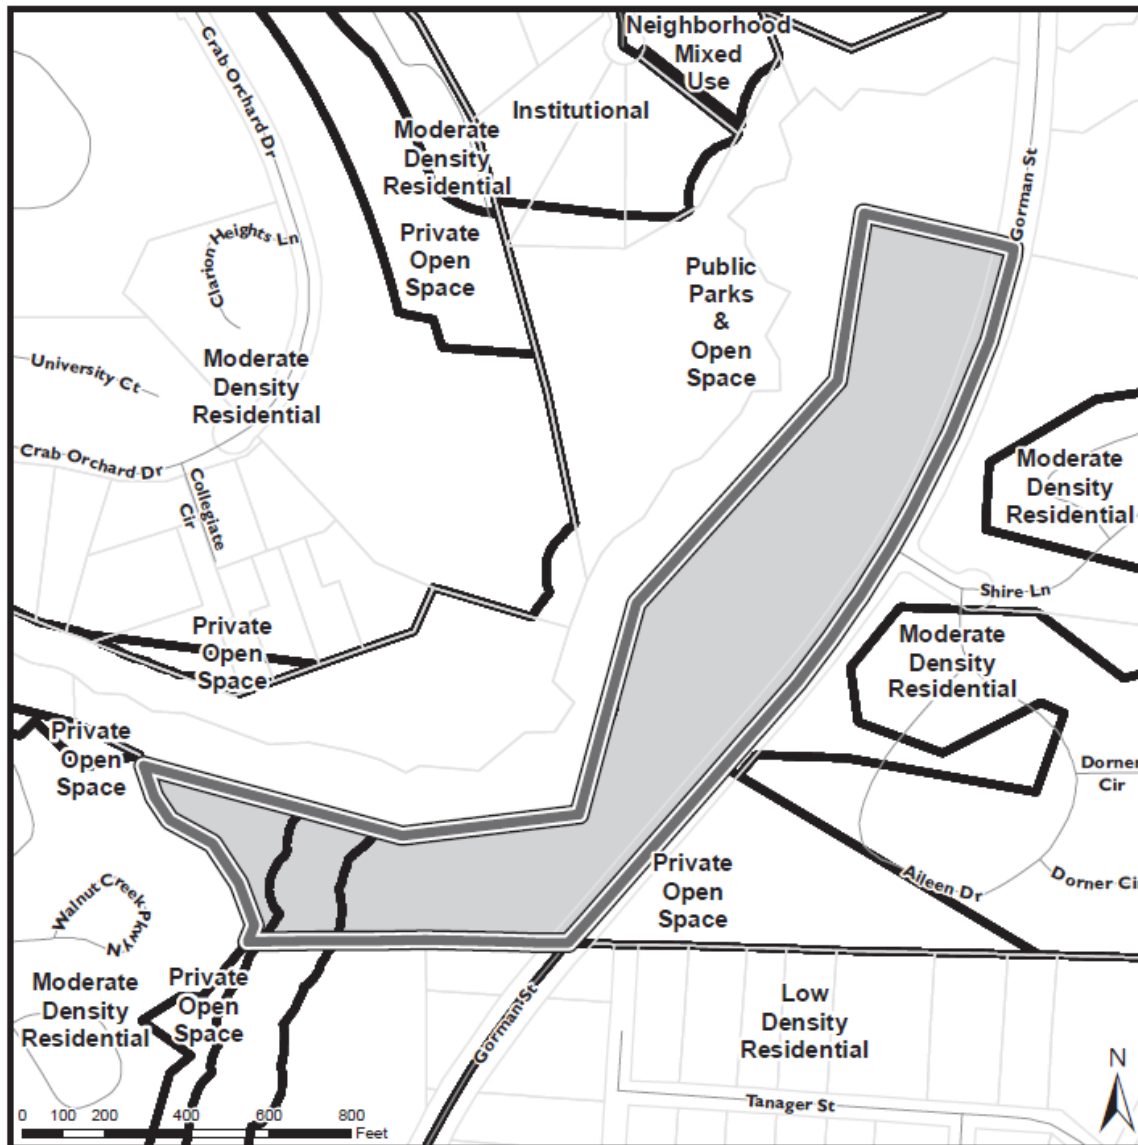 Neighborhood
Mixed
Use
Crab Orchard Dr
Institutional
Moderate
Density
Residential
Gorman St
Clarion Heights Ln
Private
Open
Space
Public
Parks
&
Open
Space
University Ct
Moderate
Density
Residential
Crab Orchard Dr
Collegiate
Cir
Moderate
Density
Residential
Shire Ln
Private
Open
Space
Moderate
Density
Residential
Private
Open
Space
Dorner
Cir
Private
Open
Space
Aileen Dr
Dorner Cir
Walnut Creek Pkwy N
Moderate
Density
Residential
Private
Open
Space
Gorman St
Low
Density
Residential
Tanager St
N
0 100 200 400 600 800
Feet